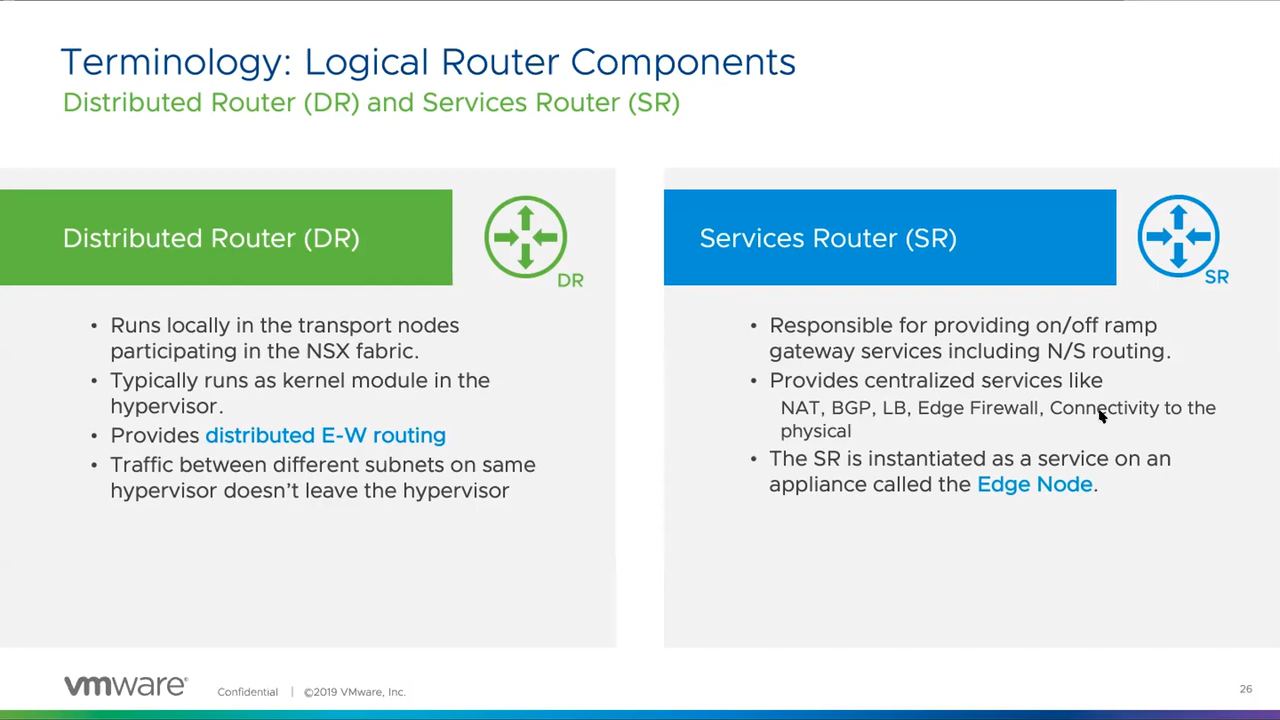 Terminology: Logical Router Components
Distributed Router (DR) and Services Router (SR)
Distributed Router (DR)
DR
• Runs locally in the transport nodes
participating in the NSX fabric.
• Typically runs as kernel module in the
hypervisor.
• Provides distributed E-W routing
• Traffic between different subnets on same
hypervisor doesn’t leave the hypervisor
Services Router (SR)
SR
• Responsible for providing on/off ramp
gateway services including N/S routing.
• Provides centralized services like
NAT, BGP, LB, Edge Firewall, Connectivity to the
physical
• The SR is instantiated as a service on an
appliance called the Edge Node.
vmware®
Confidential | ©2019 VMware, Inc.
26